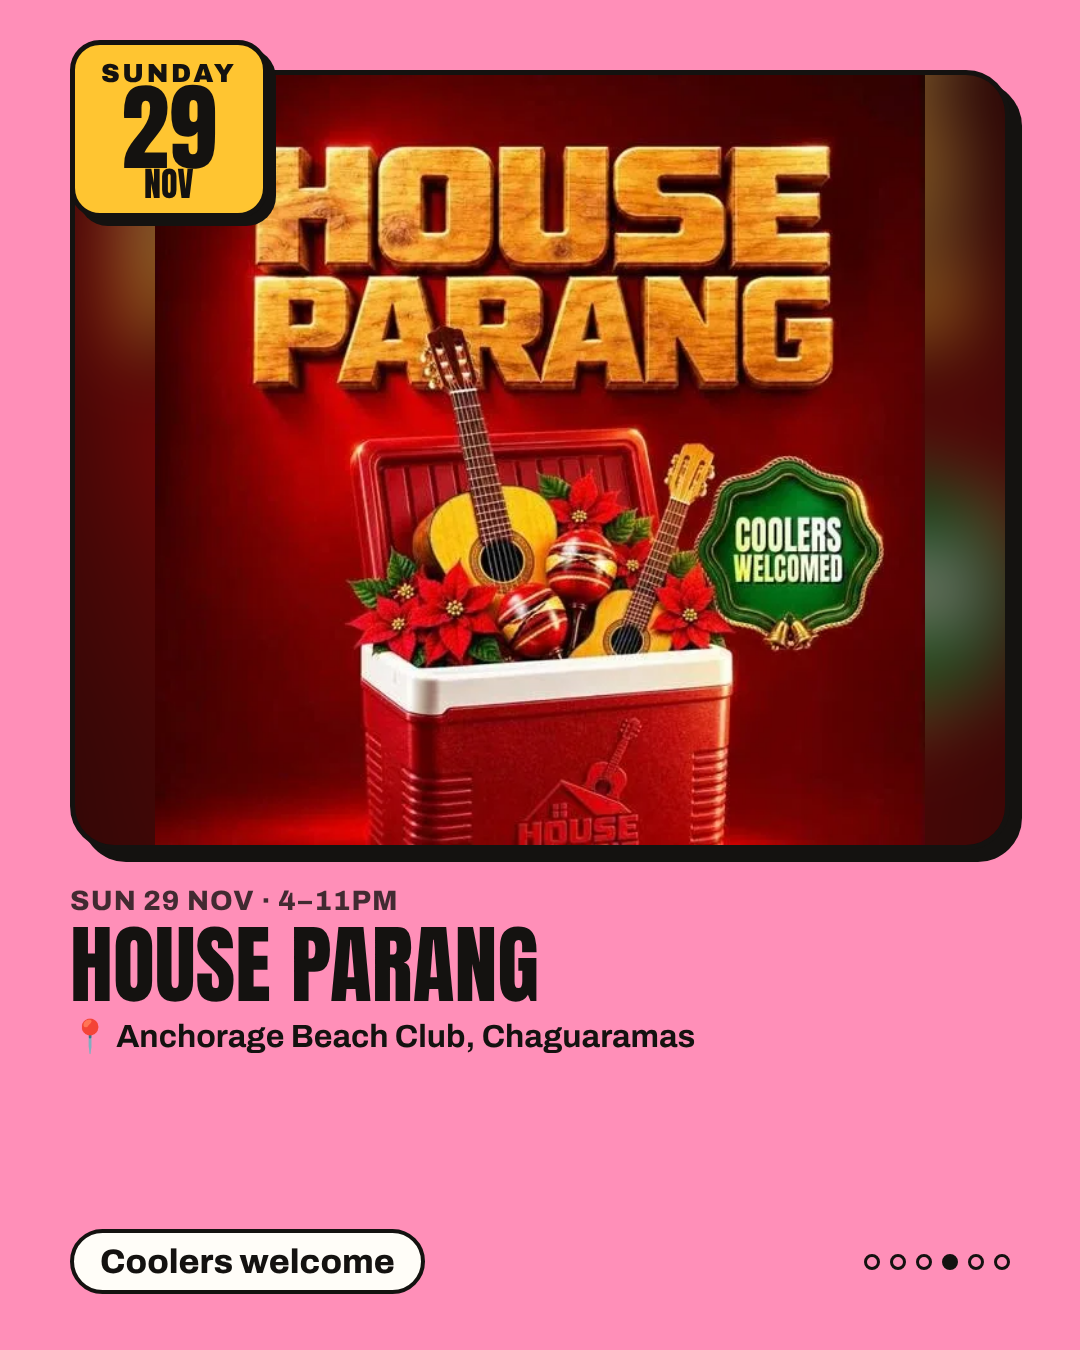 SUNDAY
29
NOV
HOUSE
PARANG
COOLERS
WELCOMED
HOUSE
SUN 29 NOV · 4–11PM
HOUSE PARANG
📍 Anchorage Beach Club, Chaguaramas
Coolers welcome